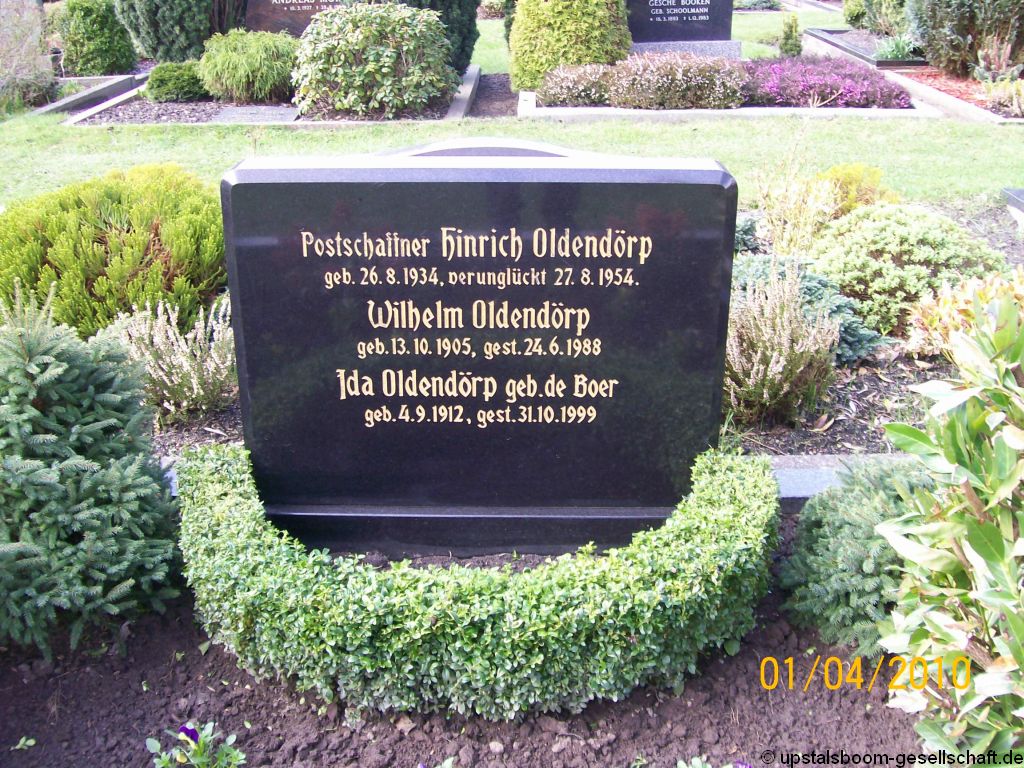 GESCHE BOOKEN
GEB. SCHOOLMANN
Postschaffner Hinrich Oldendörp
geb. 26.8.1934, verunglückt 27.8.1954.
Wilhelm Oldendörp
geb. 13.10.1905, gest. 24.6.1988
Ida Oldendörp geb. de Boer
geb. 4.9.1912, gest. 31.10.1999
01/04/2010
© upstalsboom-gesellschaft.de